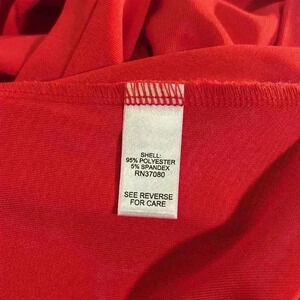 SHELL:
95% POLYESTER
5% SPANDEX
RN37080
SEE REVERSE
FOR CARE